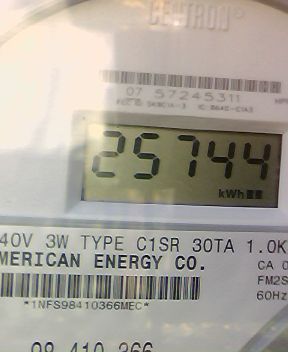 CENTRON®
07 57245311
25744
kWh
40V 3W TYPE C1SR 30TA 1.0K
MERICAN ENERGY CO.
CA 0
FM2S
*1NFS98410366MEC*
60Hz
98 410 366